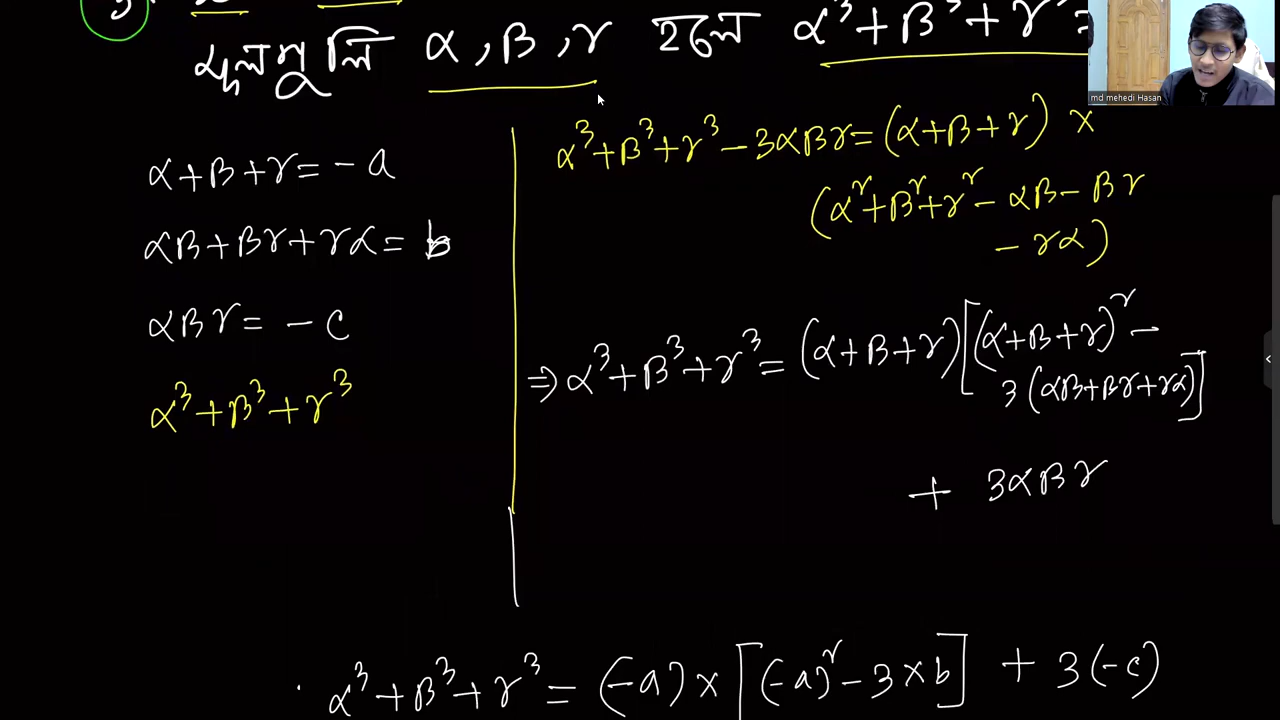 মূলগুলি α, β, γ হলে α³+β³+γ³=
md mehedi Hasan
α³+β³+γ³-3αβγ=(α+β+γ) ×
(α²+β²+γ²- αβ- βγ
- γα)
α+β+γ= -a
αβ+βγ+γα= b
αβγ= -c
α³+β³+γ³
⇒ α³+β³+γ³=(α+β+γ)[(α+β+γ)²-
3(αβ+βγ+γα)]
+ 3αβγ
α³+β³+γ³=(-a)×[(-a)²-3×b] + 3(-c)